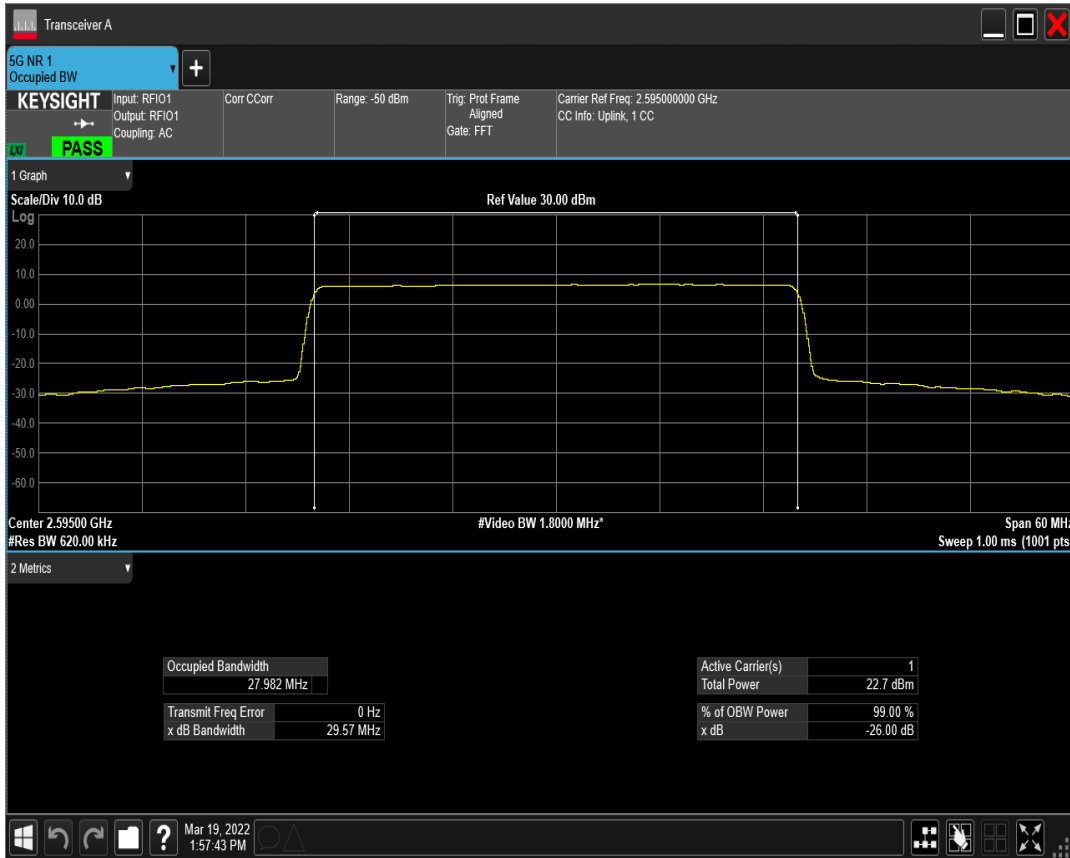 Transceiver A
5G NR 1
Occupied BW
+
KEYSIGHT
LXI
PASS
Input: RFIO1
Output: RFIO1
Coupling: AC
Corr CCorr
Range: -50 dBm
Trig: Prot Frame
Aligned
Gate: FFT
Carrier Ref Freq: 2.595000000 GHz
CC Info: Uplink, 1 CC
1 Graph
Scale/Div 10.0 dB
Ref Value 30.00 dBm
Log
20.0
10.0
0.00
-10.0
-20.0
-30.0
-40.0
-50.0
-60.0
Center 2.59500 GHz
#Video BW 1.8000 MHz*
Span 60 MHz
#Res BW 620.00 kHz
Sweep 1.00 ms (1001 pts
2 Metrics
Occupied Bandwidth
27.982 MHz
Transmit Freq Error 0 Hz
x dB Bandwidth 29.57 MHz
Active Carrier(s) 1
Total Power 22.7 dBm
% of OBW Power 99.00 %
x dB -26.00 dB
?
Mar 19, 2022
1:57:43 PM